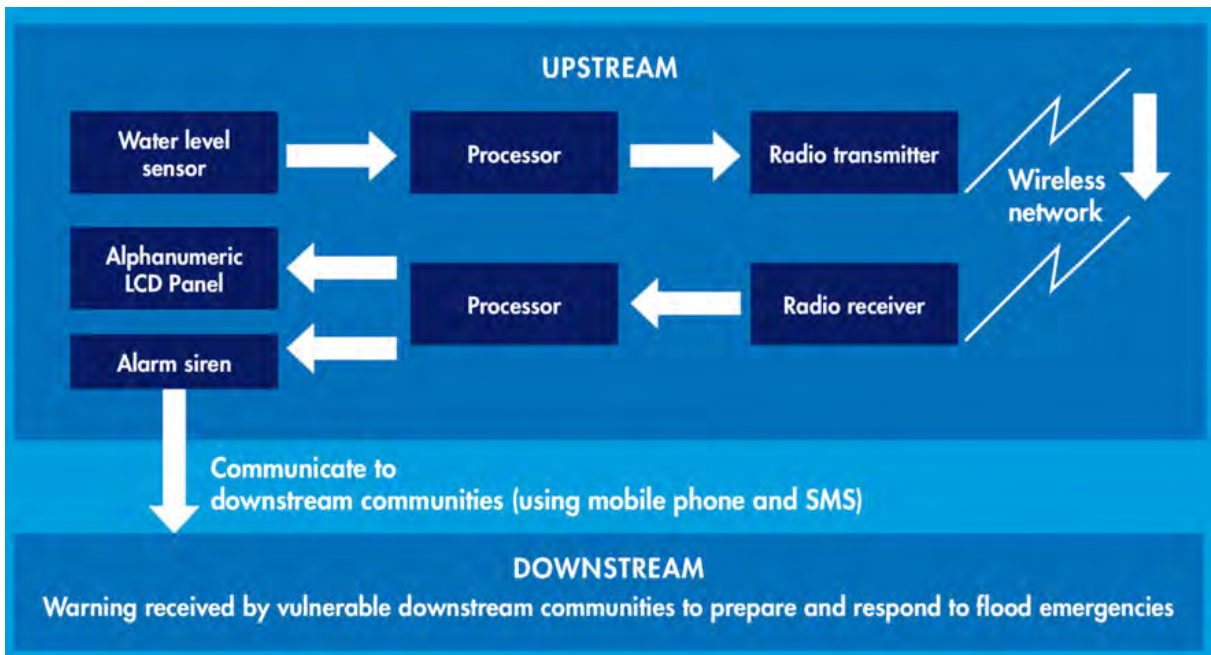 UPSTREAM
Water level
sensor
Processor
Radio transmitter
Wireless
network
Alphanumeric
LCD Panel
Processor
Radio receiver
Alarm siren
Communicate to
downstream communities (using mobile phone and SMS)
DOWNSTREAM
Warning received by vulnerable downstream communities to prepare and respond to flood emergencies